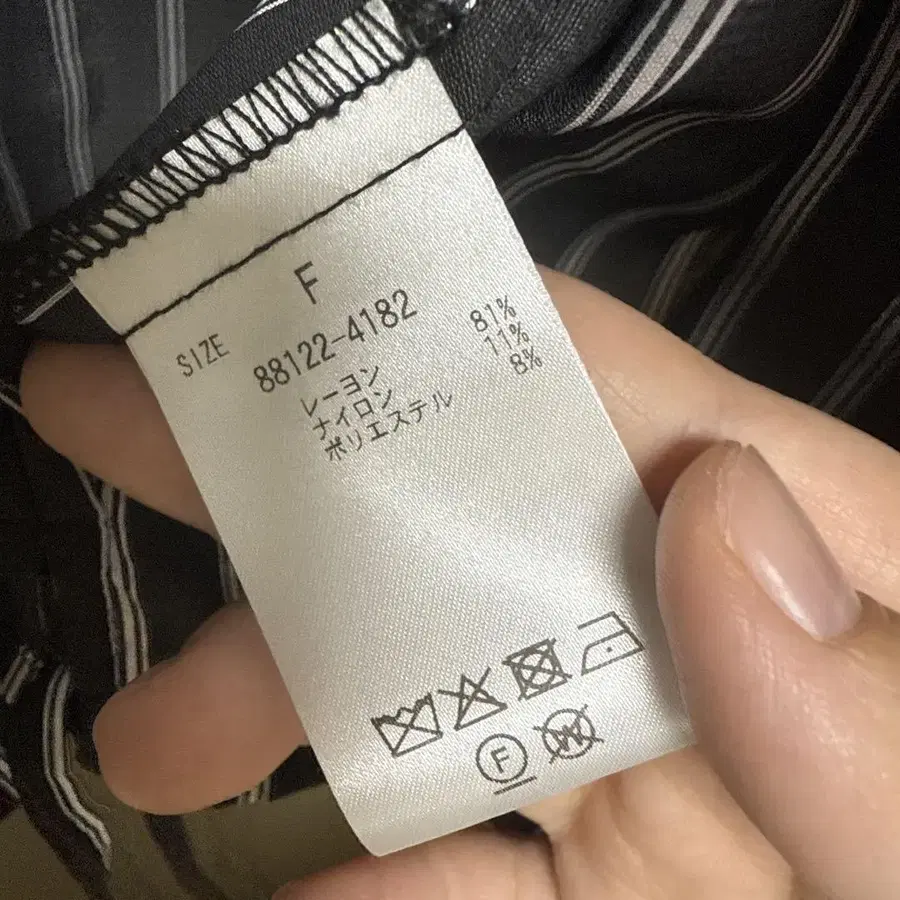 SIZE F
88122-4182
レーヨン 81%
ナイロン 11%
ポリエステル 8%
F W